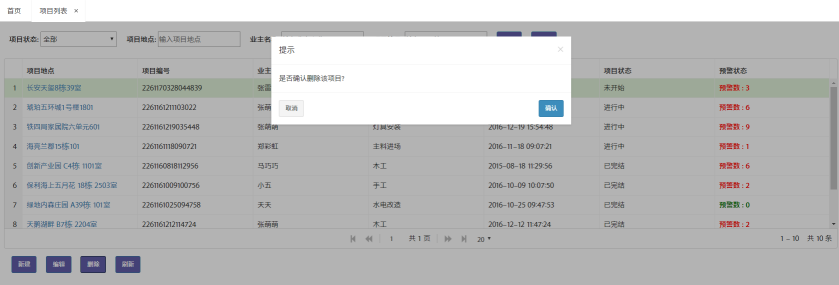 首页 项目列表 ×
项目状态: 全部 项目地点: 输入项目地点 业主名
提示 ×
是否确认删除该项目?
取消 确认
项目地点 项目编号 业主 项目状态 预警数
1 长安天玺8栋39室 2261170328044839 张 未开始 预警数 : 3
2 琥珀五环城1号楼1801 2261161211103022 张萌 进行中 预警数 : 6
3 铁四局家居院六单元601 2261161219035448 张萌萌 灯具安装 2016-12-19 15:54:48 进行中 预警数 : 9
4 海亮兰郡15栋101 2261161118090721 郑彩虹 主料进场 2016-11-18 09:07:21 进行中 预警数 : 1
5 创新产业园 C4栋 1101室 2261160818112956 马巧巧 木工 2015-08-18 11:29:56 已完结 预警数 : 6
6 保利海上五月花 18栋 2503室 2261161009100756 小五 手工 2016-10-09 10:07:50 已完结 预警数 : 2
7 绿地内森庄园 A39栋 101室 2261161025094758 天天 水电改造 2016-10-25 09:47:53 已完结 预警数 : 0
8 天鹅湖畔 B7栋 2204室 2261161212114724 张萌萌 木工 2016-12-12 11:47:24 已完结 预警数 : 2
1 共 1 页 20 1 - 10 共 10 条
新建 编辑 删除 刷新